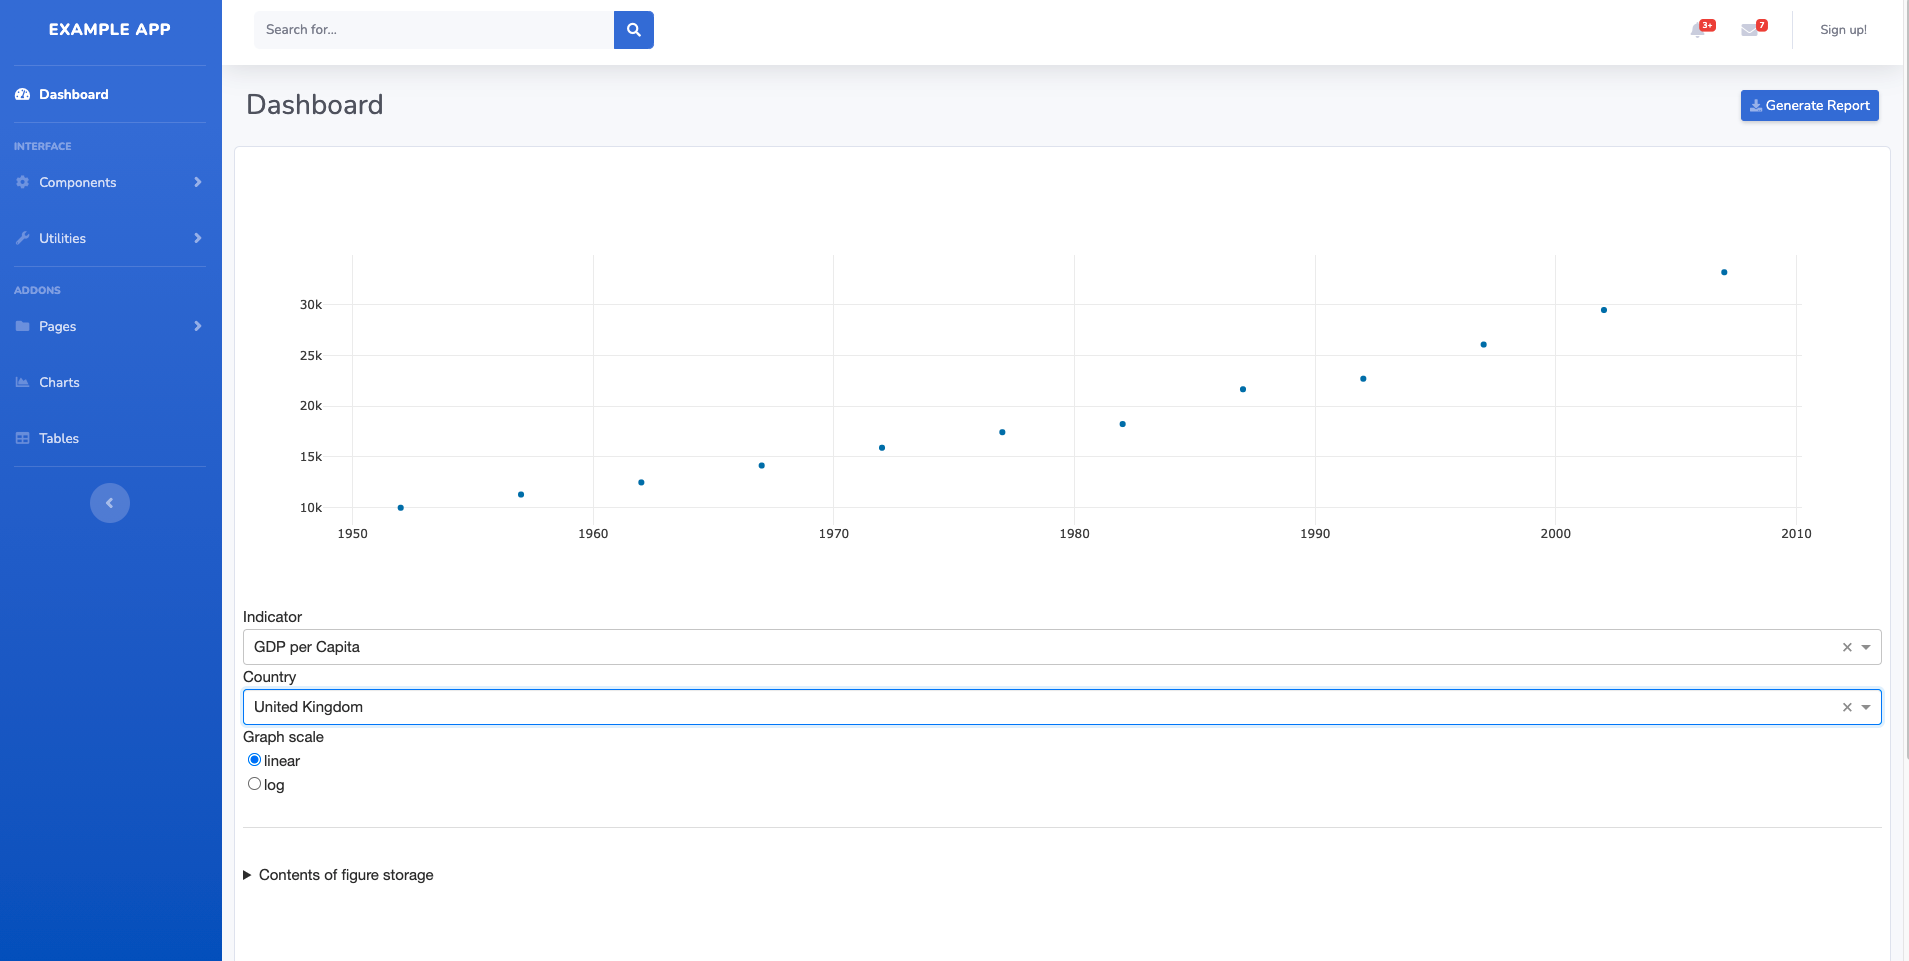 EXAMPLE APP
Search for...
3+
7
Sign up!
Dashboard
INTERFACE
Components
Utilities
ADDONS
Pages
Charts
Tables
Dashboard
Generate Report
30k
25k
20k
15k
10k
1950 1960 1970 1980 1990 2000 2010
Indicator
GDP per Capita
Country
United Kingdom
Graph scale
linear
log
Contents of figure storage